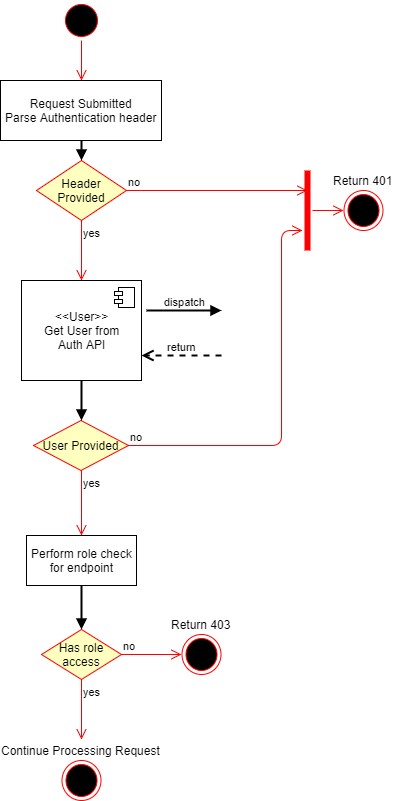 Request Submitted
Parse Authentication header
Header
Provided
no
Return 401
yes
<<User>>
Get User from
Auth API
dispatch
return
User Provided
no
yes
Perform role check
for endpoint
Has role
access
no
Return 403
yes
Continue Processing Request